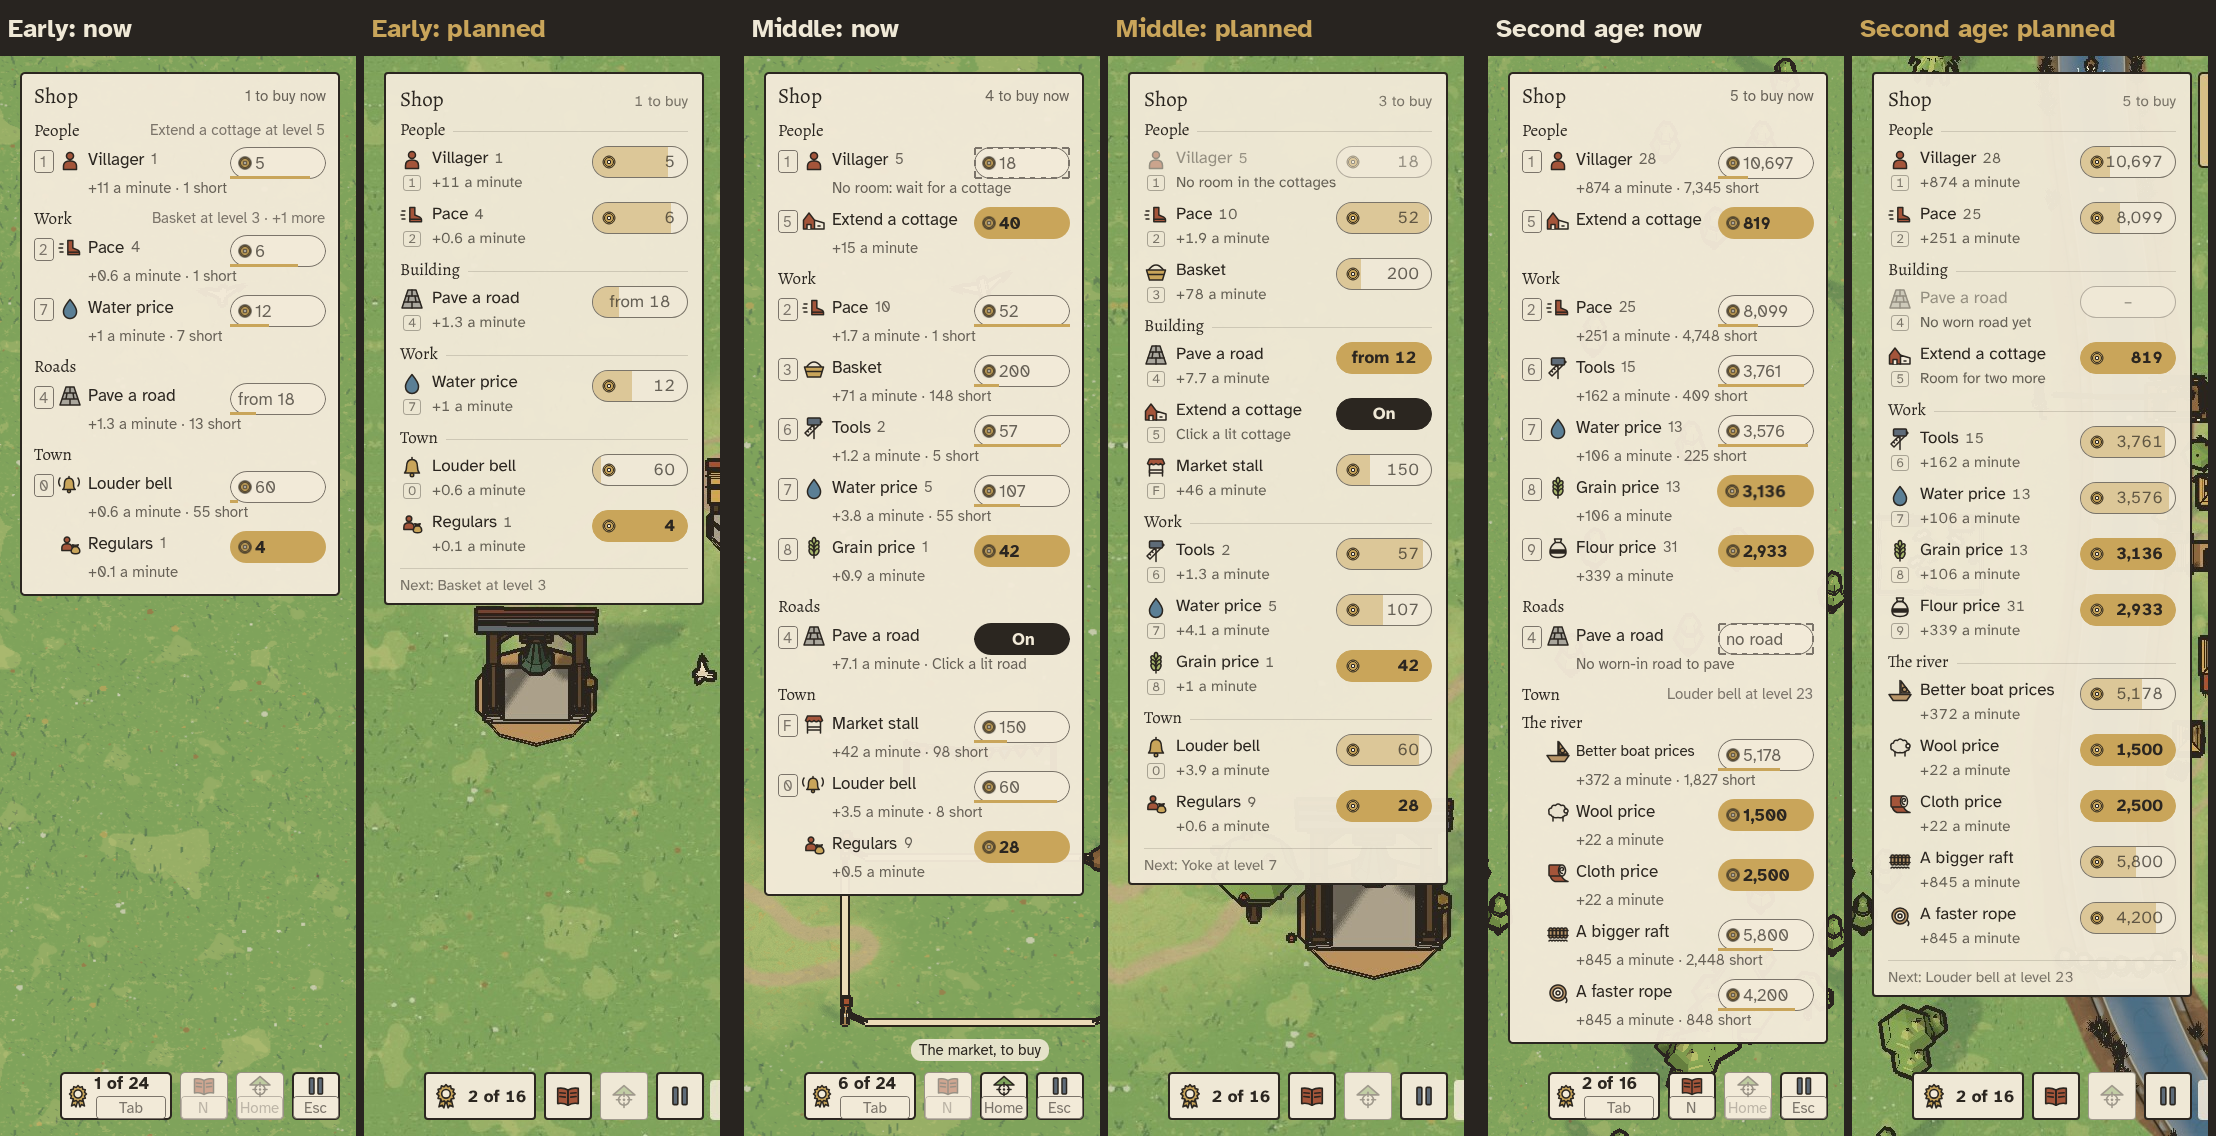 Early: now
Shop
1 to buy now
People
Extend a cottage at level 5
1
Villager 1
5
+11 a minute · 1 short
Work
Basket at level 3 · +1 more
2
Pace 4
6
+0.6 a minute · 1 short
7
Water price
12
+1 a minute · 7 short
Roads
4
Pave a road
from 18
+1.3 a minute · 13 short
Town
0
Louder bell
60
+0.6 a minute · 55 short
Regulars 1
4
+0.1 a minute
1 of 24
Tab
N
Home
Esc
Early: planned
Shop
1 to buy
People
Villager 1
5
1
+11 a minute
Pace 4
6
2
+0.6 a minute
Building
Pave a road
from 18
4
+1.3 a minute
Work
Water price
12
7
+1 a minute
Town
Louder bell
60
0
+0.6 a minute
Regulars 1
4
+0.1 a minute
Next: Basket at level 3
2 of 16
Middle: now
Shop
4 to buy now
People
1
Villager 5
18
No room: wait for a cottage
5
Extend a cottage
40
+15 a minute
Work
2
Pace 10
52
+1.7 a minute · 1 short
3
Basket
200
+71 a minute · 148 short
6
Tools 2
57
+1.2 a minute · 5 short
7
Water price 5
107
+3.8 a minute · 55 short
8
Grain price 1
42
+0.9 a minute
Roads
4
Pave a road
On
+7.1 a minute · Click a lit road
Town
F
Market stall
150
+42 a minute · 98 short
0
Louder bell
60
+3.5 a minute · 8 short
Regulars 9
28
+0.5 a minute
The market, to buy
6 of 24
Tab
N
Home
Esc
Middle: planned
Shop
3 to buy
People
Villager 5
18
1
No room in the cottages
Pace 10
52
2
+1.9 a minute
Basket
200
3
+78 a minute
Building
Pave a road
from 12
4
+7.7 a minute
Extend a cottage
On
5
Click a lit cottage
Market stall
150
F
+46 a minute
Work
Tools 2
57
6
+1.3 a minute
Water price 5
107
7
+4.1 a minute
Grain price 1
42
8
+1 a minute
Town
Louder bell
60
0
+3.9 a minute
Regulars 9
28
+0.6 a minute
Next: Yoke at level 7
2 of 16
Second age: now
Shop
5 to buy now
People
1
Villager 28
10,697
+874 a minute · 7,345 short
5
Extend a cottage
819
Work
2
Pace 25
8,099
+251 a minute · 4,748 short
6
Tools 15
3,761
+162 a minute · 409 short
7
Water price 13
3,576
+106 a minute · 225 short
8
Grain price 13
3,136
+106 a minute
9
Flour price 31
2,933
+339 a minute
Roads
4
Pave a road
no road
No worn-in road to pave
Town
Louder bell at level 23
The river
Better boat prices
5,178
+372 a minute · 1,827 short
Wool price
1,500
+22 a minute
Cloth price
2,500
+22 a minute
A bigger raft
5,800
+845 a minute · 2,448 short
A faster rope
4,200
+845 a minute · 848 short
2 of 16
Tab
N
Home
Esc
Second age: planned
Shop
5 to buy
People
Villager 28
10,697
1
+874 a minute
Pace 25
8,099
2
+251 a minute
Building
Pave a road
–
4
No worn road yet
Extend a cottage
819
5
Room for two more
Work
Tools 15
3,761
6
+162 a minute
Water price 13
3,576
7
+106 a minute
Grain price 13
3,136
8
+106 a minute
Flour price 31
2,933
9
+339 a minute
The river
Better boat prices
5,178
+372 a minute
Wool price
1,500
+22 a minute
Cloth price
2,500
+22 a minute
A bigger raft
5,800
+845 a minute
A faster rope
4,200
+845 a minute
Next: Louder bell at level 23
2 of 16